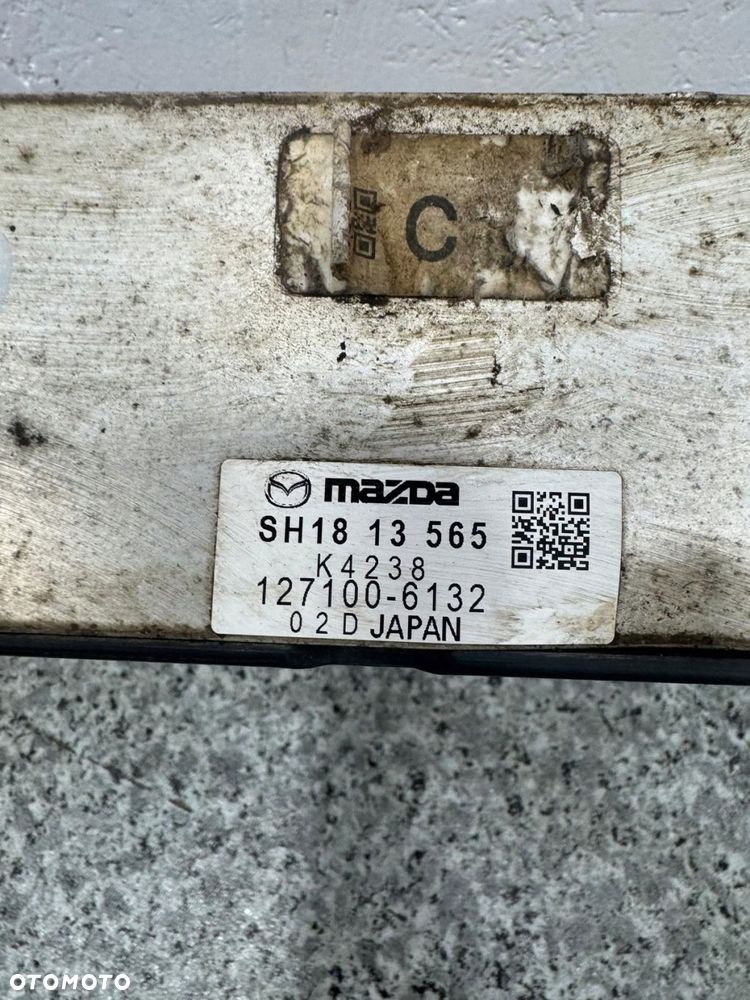 C
mazda
SH18 13 565
K4238
127100-6132
02D JAPAN
OTOMOTO